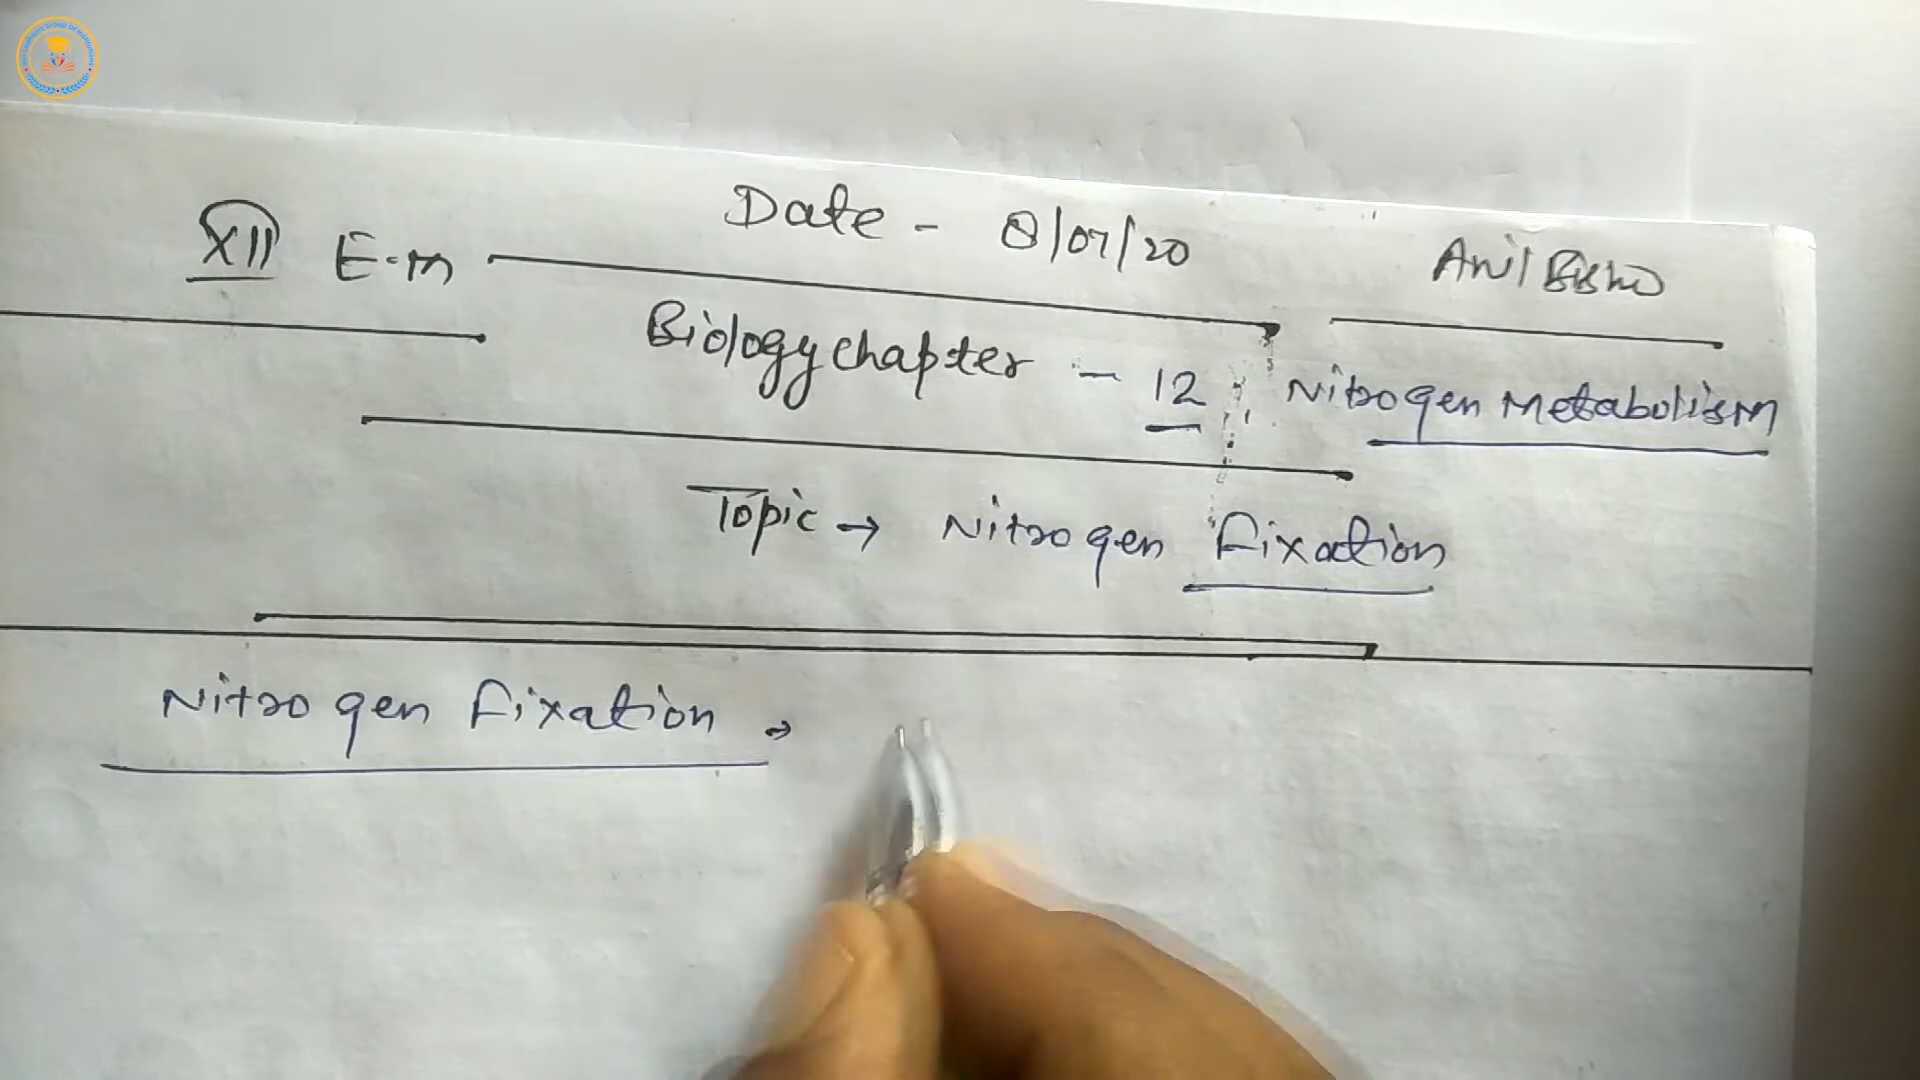 XII E-m Date - 8/07/20 Anil
Biology chapter - 12 Nitrogen Metabolism
Topic → Nitrogen Fixation
Nitrogen Fixation →